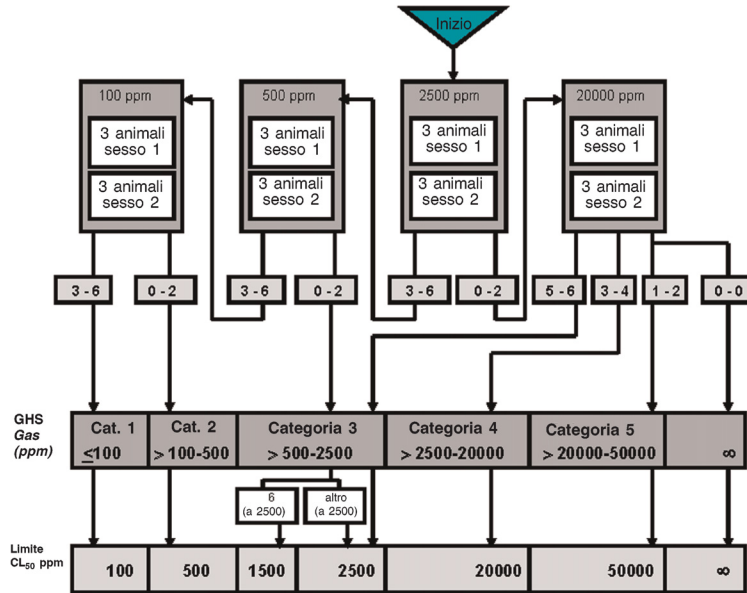 Inizio
100 ppm
500 ppm
2500 ppm
20000 ppm
3 animali
sesso 1
3 animali
sesso 1
3 animali
sesso 1
3 animali
sesso 1
3 animali
sesso 2
3 animali
sesso 2
3 animali
sesso 2
3 animali
sesso 2
3 - 6
0 - 2
3 - 6
0 - 2
3 - 6
0 - 2
5 - 6
3 - 4
1 - 2
0 - 0
GHS
Gas
(ppm)
Cat. 1
≤100
Cat. 2
> 100-500
Categoria 3
> 500-2500
Categoria 4
> 2500-20000
Categoria 5
> 20000-50000
∞
6
(a 2500)
altro
(a 2500)
Limite
CL50 ppm
100
500
1500
2500
20000
50000
∞